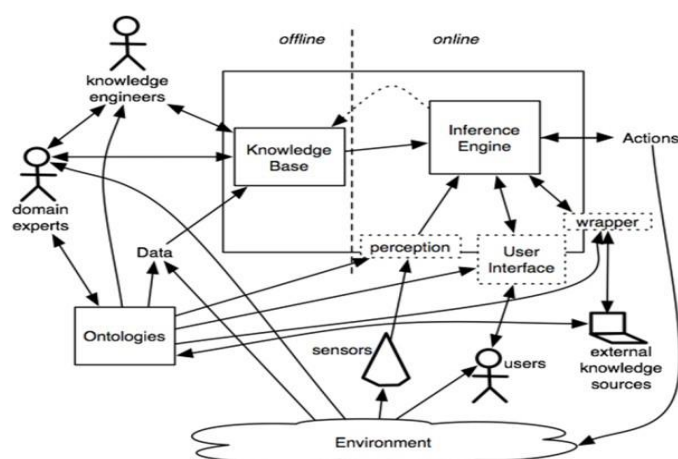 offline
online
knowledge
engineers
Knowledge
Base
Inference
Engine
Actions
domain
experts
Data
perception
User
Interface
wrapper
Ontologies
sensors
users
external
knowledge
sources
Environment